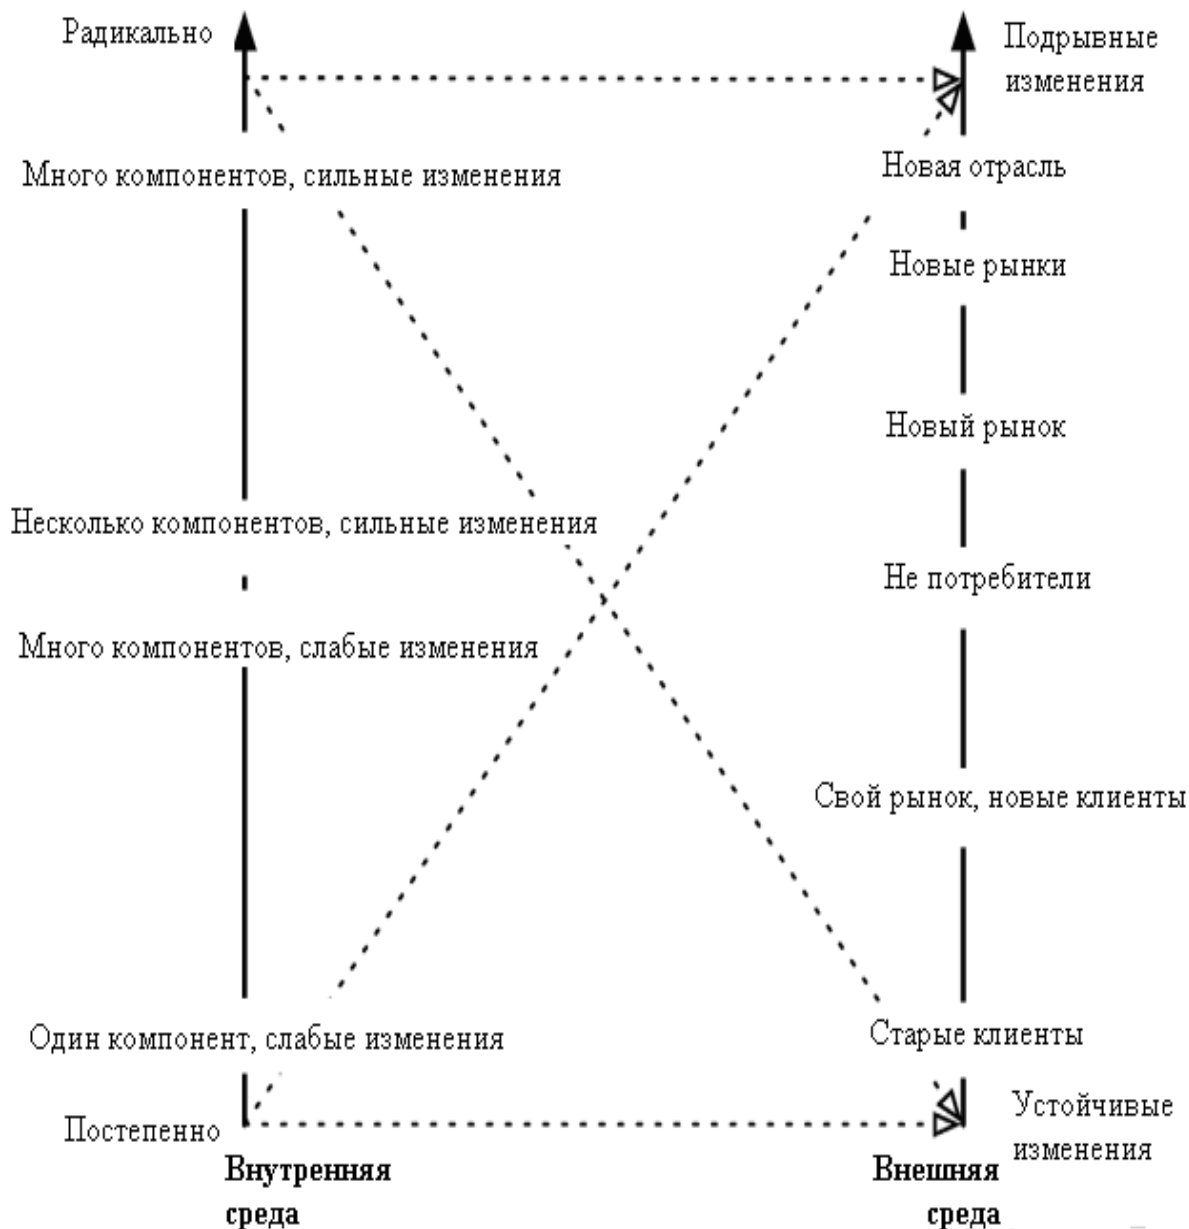 Радикально
Подрывные
изменения
Много компонентов, сильные изменения
Новая отрасль
Новые рынки
Новый рынок
Несколько компонентов, сильные изменения
Не потребители
Много компонентов, слабые изменения
Свой рынок, новые клиенты
Один компонент, слабые изменения
Старые клиенты
Постепенно
Устойчивые
изменения
Внутренняя
среда
Внешняя
среда